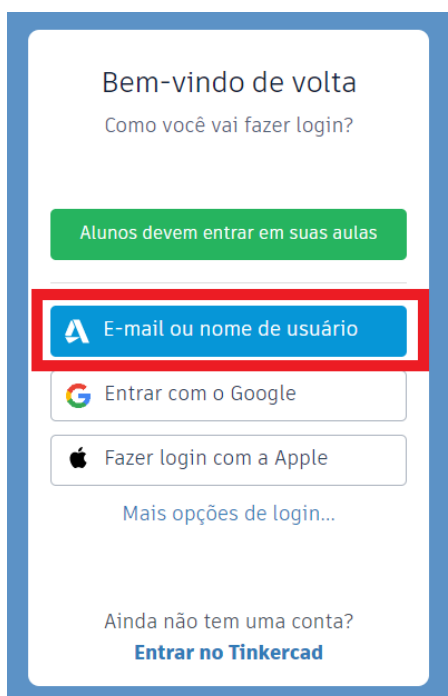 Bem-vindo de volta
Como você vai fazer login?
Alunos devem entrar em suas aulas
E-mail ou nome de usuário
Entrar com o Google
Fazer login com a Apple
Mais opções de login...
Ainda não tem uma conta?
Entrar no Tinkercad